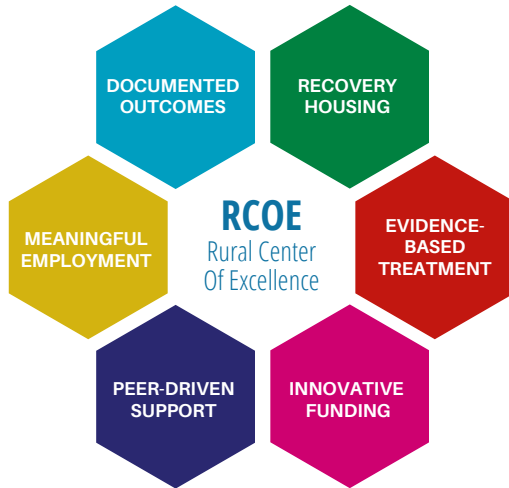 DOCUMENTED
OUTCOMES
RECOVERY
HOUSING
MEANINGFUL
EMPLOYMENT
RCOE
Rural Center
Of Excellence
EVIDENCE-
BASED
TREATMENT
PEER-DRIVEN
SUPPORT
INNOVATIVE
FUNDING